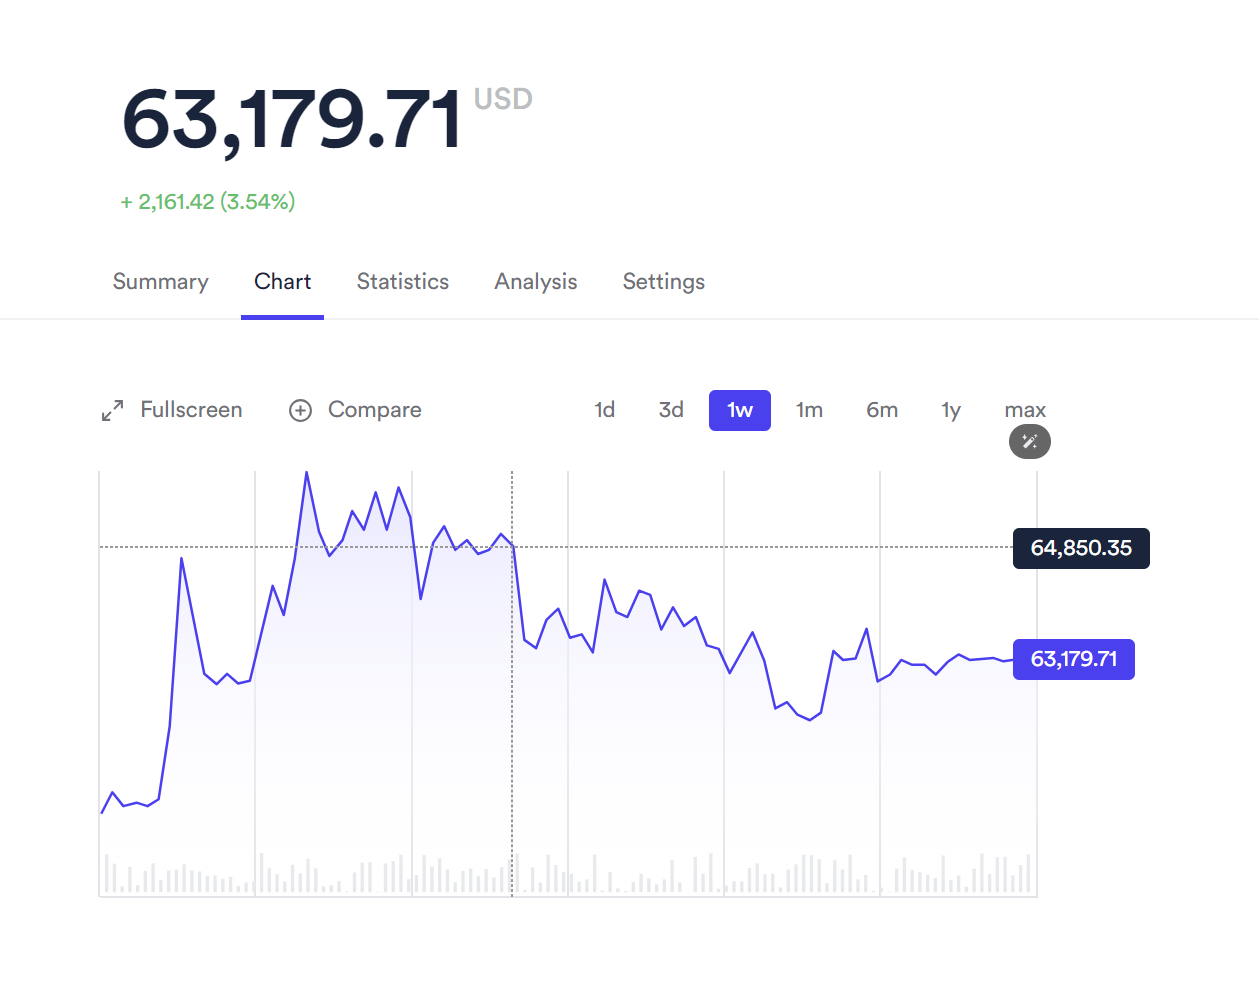 63,179.71 USD
+ 2,161.42 (3.54%)
Summary Chart Statistics Analysis Settings
Fullscreen Compare 1d 3d 1w 1m 6m 1y max
64,850.35
63,179.71